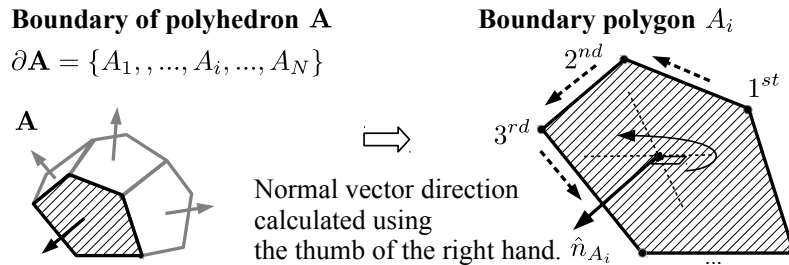 Boundary of polyhedron A
∂A = {A_1, , ..., A_i, ..., A_N}
A
Normal vector direction
calculated using
the thumb of the right hand.
Boundary polygon A_i
2^{nd}
1^{st}
3^{rd}
n̂_{A_i}
...